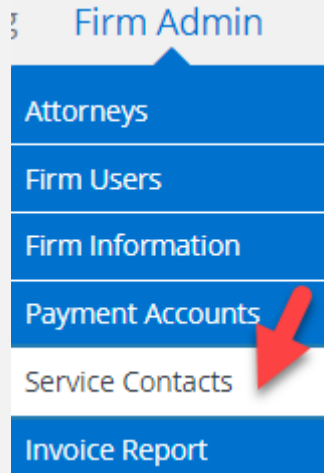 Firm Admin
Attorneys
Firm Users
Firm Information
Payment Accounts
Service Contacts
Invoice Report